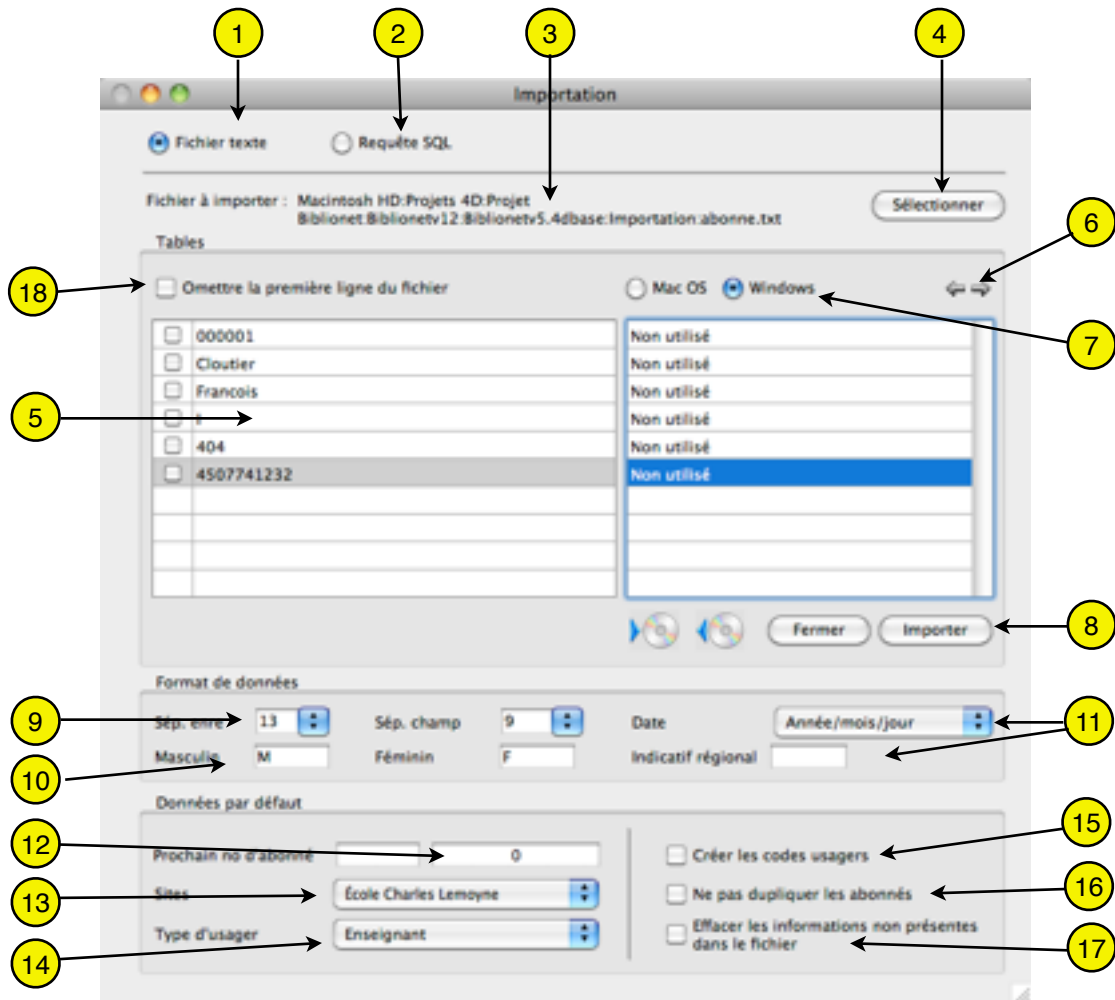 1 2 3 4
Importation
Fichier texte Requête SQL
Fichier à importer : Macintosh HD:Projets 4D:Projet
Biblionet:Biblionetv12:Biblionetv5.4dbase:Importation:abonne.txt
Sélectionner
6
Tables
18
Omettre la première ligne du fichier Mac OS Windows
7
000001 Non utilisé
Cloutier Non utilisé
Francois Non utilisé
5
Non utilisé
404 Non utilisé
4507741232 Non utilisé
Fermer Importer
8
Format de données
9
Sép. enre 13 Sép. champ 9 Date Année/mois/jour
11
Masculin M Féminin F Indicatif régional
10
Données par défaut
15
12
Prochain no d'abonné 0 Créer les codes usagers
13
Sites École Charles Lemoyne Ne pas dupliquer les abonnés
16
Type d'usager Enseignant Effacer les informations non présentes
dans le fichier
14
17